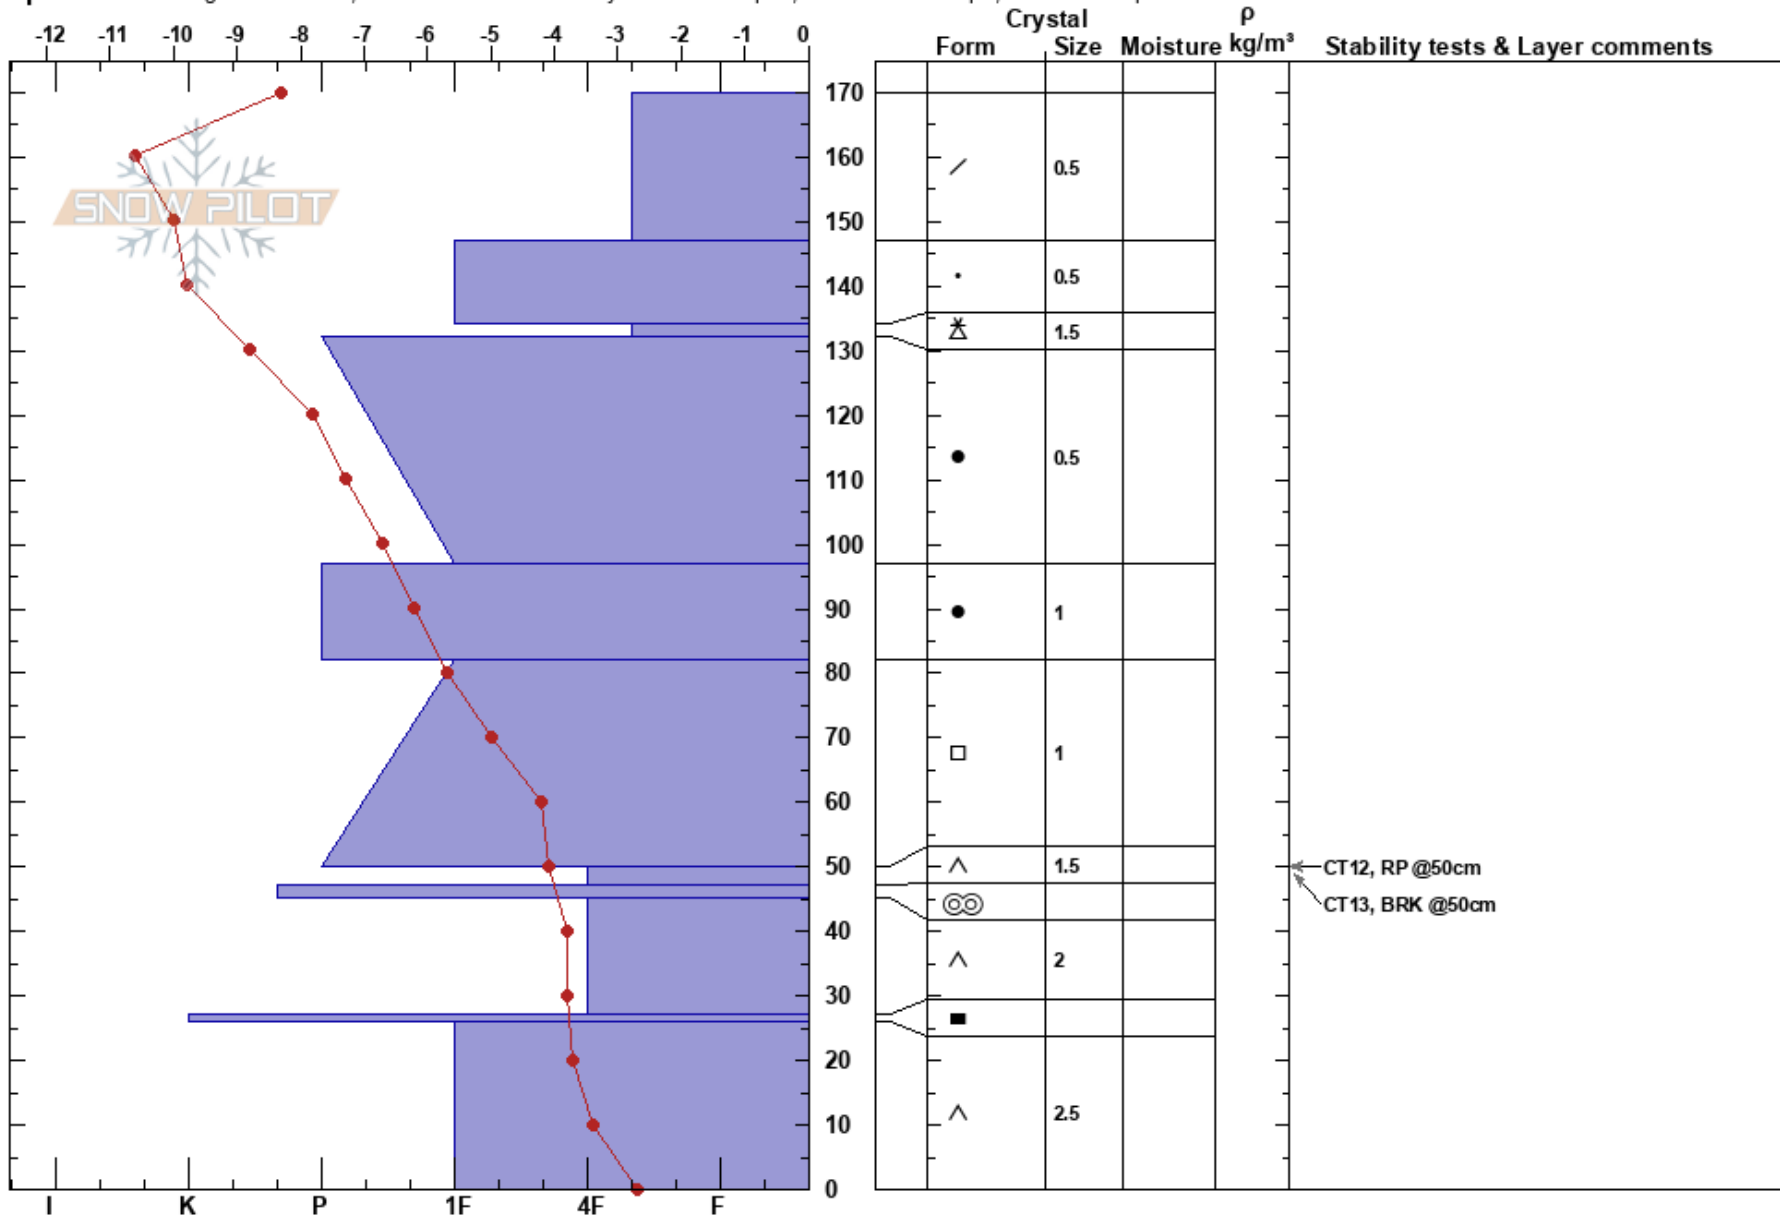 Crystal ρ
-12 -11 -10 -9 -8 -7 -6 -5 -4 -3 -2 -1 0 Form Size Moisture kg/m³ Stability tests & Layer comments
170
160 0.5
SNOW PILOT
150
140 0.5
130 1.5
120
110 0.5
100
90 1
80
70 1
60
50 1.5 CT12, RP @50cm
CT13, BRK @50cm
40 2
30
20
10 2.5
0
I K P 1F 4F F